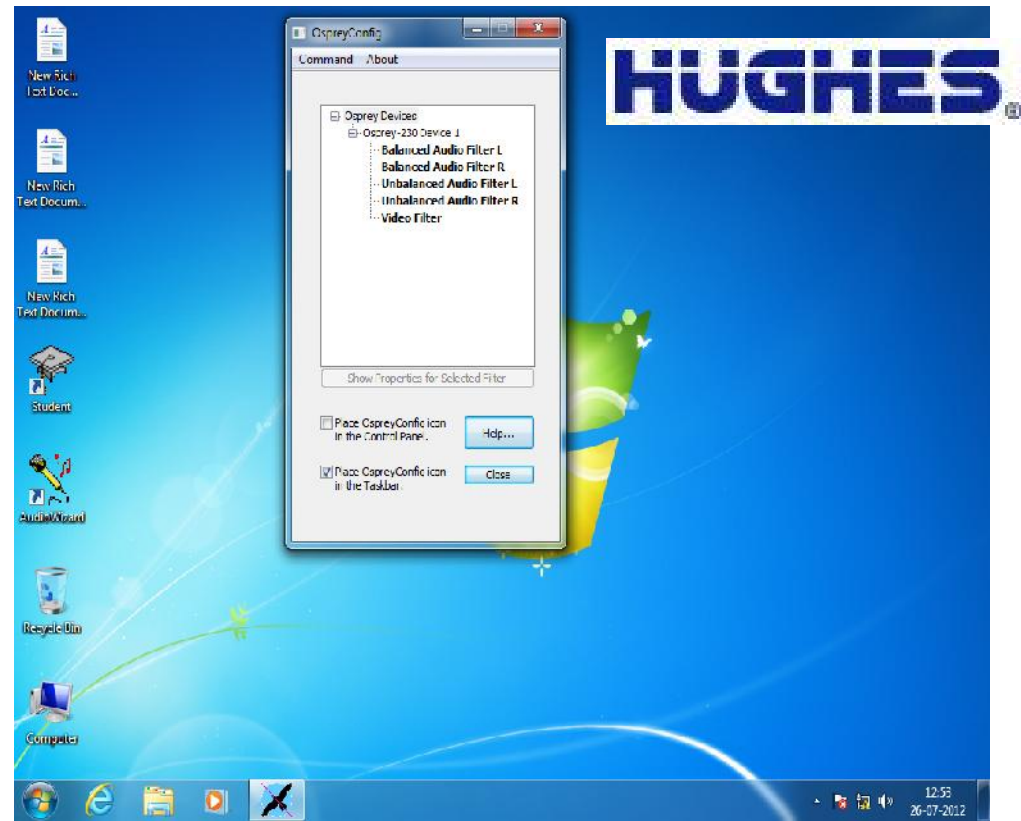 New Rich
Text Doc...
New Rich
Text Docum...
New Rich
Text Docum...
Student
AudioWizard
Recycle Bin
Computer
OspreyConfig
Command About
Osprey Devices
Osprey-230 Device 1
Balanced Audio Filter L
Balanced Audio Filter R
Unbalanced Audio Filter L
Unbalanced Audio Filter R
Video Filter
Show Properties for Selected Filter
Place OspreyConfig icon
in the Control Panel.
Help...
Place OspreyConfig icon
in the Taskbar.
Close
HUGHES®
12:53
26-07-2012